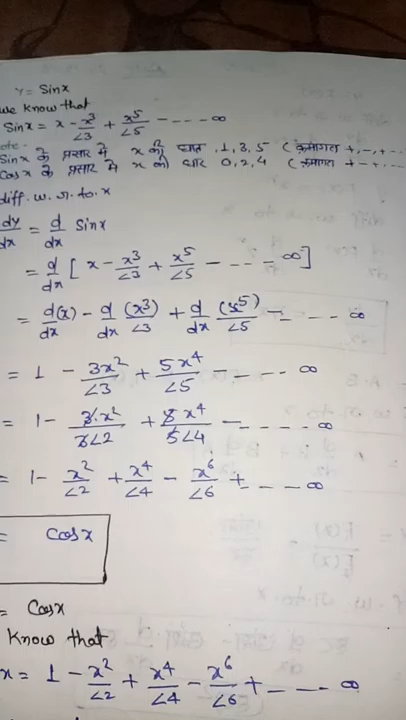 y = Sinx
we know that
Sinx = x - x³/∠3 + x⁵/∠5 - - - - ∞
Sinx के प्रसार में x की घात 1, 3, 5 (क्रमागत +, -, + ...
Cosx के प्रसार में x की घात 0, 2, 4 (क्रमागत + - + ...
diff. w. r. to. x
dy/dx = d/dx Sinx
= d/dx [ x - x³/∠3 + x⁵/∠5 - - - - ∞ ]
= d(x)/dx - d/dx (x³)/∠3 + d/dx (x⁵)/∠5 - - - - ∞
= 1 - 3x²/∠3 + 5x⁴/∠5 - - - - ∞
= 1 - 3·x²/3∠2 + 5x⁴/5∠4 - - - - - ∞
= 1 - x²/∠2 + x⁴/∠4 - x⁶/∠6 + - - - ∞
= Cosx
= Cosx
Know that
x = 1 - x²/∠2 + x⁴/∠4 - x⁶/∠6 + - - - ∞